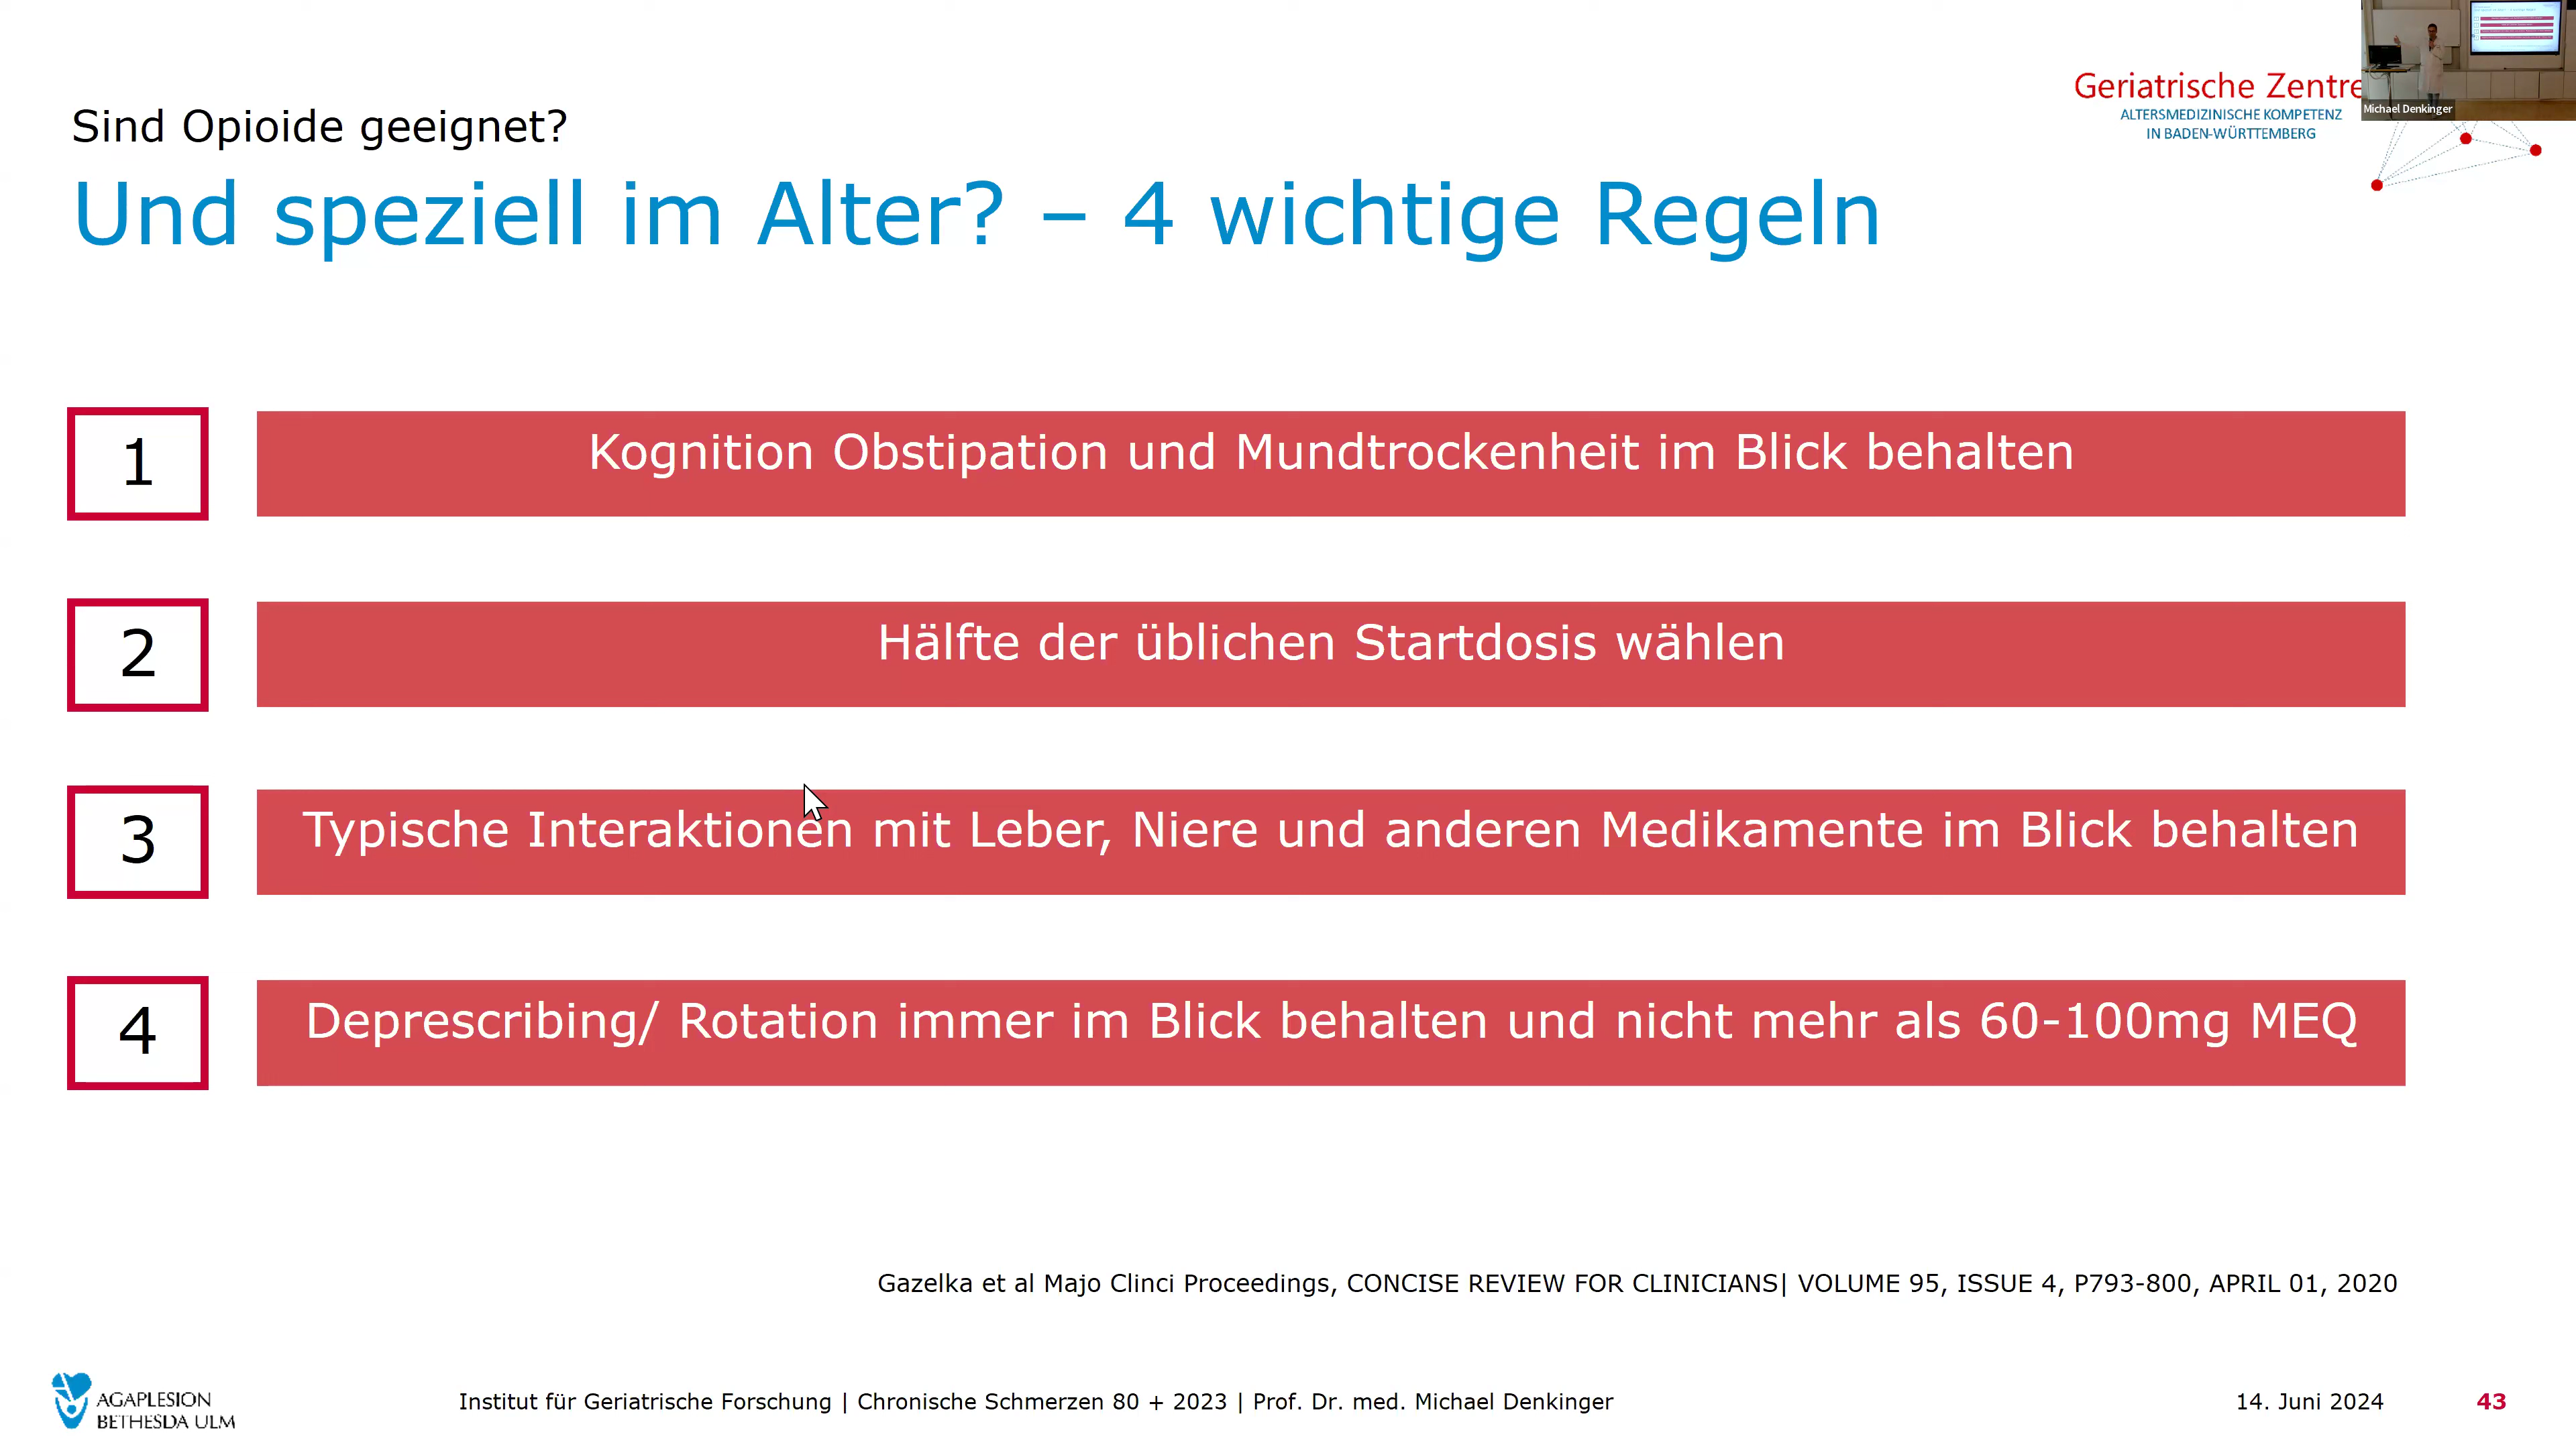 Sind Opioide geeignet?
Und speziell im Alter? – 4 wichtige Regeln
Geriatrische Zentre
ALTERSMEDIZINISCHE KOMPETENZ
IN BADEN-WÜRTTEMBERG
Michael Denkinger
1
Kognition Obstipation und Mundtrockenheit im Blick behalten
2
Hälfte der üblichen Startdosis wählen
3
Typische Interaktionen mit Leber, Niere und anderen Medikamente im Blick behalten
4
Deprescribing/ Rotation immer im Blick behalten und nicht mehr als 60-100mg MEQ
Gazelka et al Majo Clinci Proceedings, CONCISE REVIEW FOR CLINICIANS| VOLUME 95, ISSUE 4, P793-800, APRIL 01, 2020
AGAPLESION
BETHESDA ULM
Institut für Geriatrische Forschung | Chronische Schmerzen 80 + 2023 | Prof. Dr. med. Michael Denkinger
14. Juni 2024
43